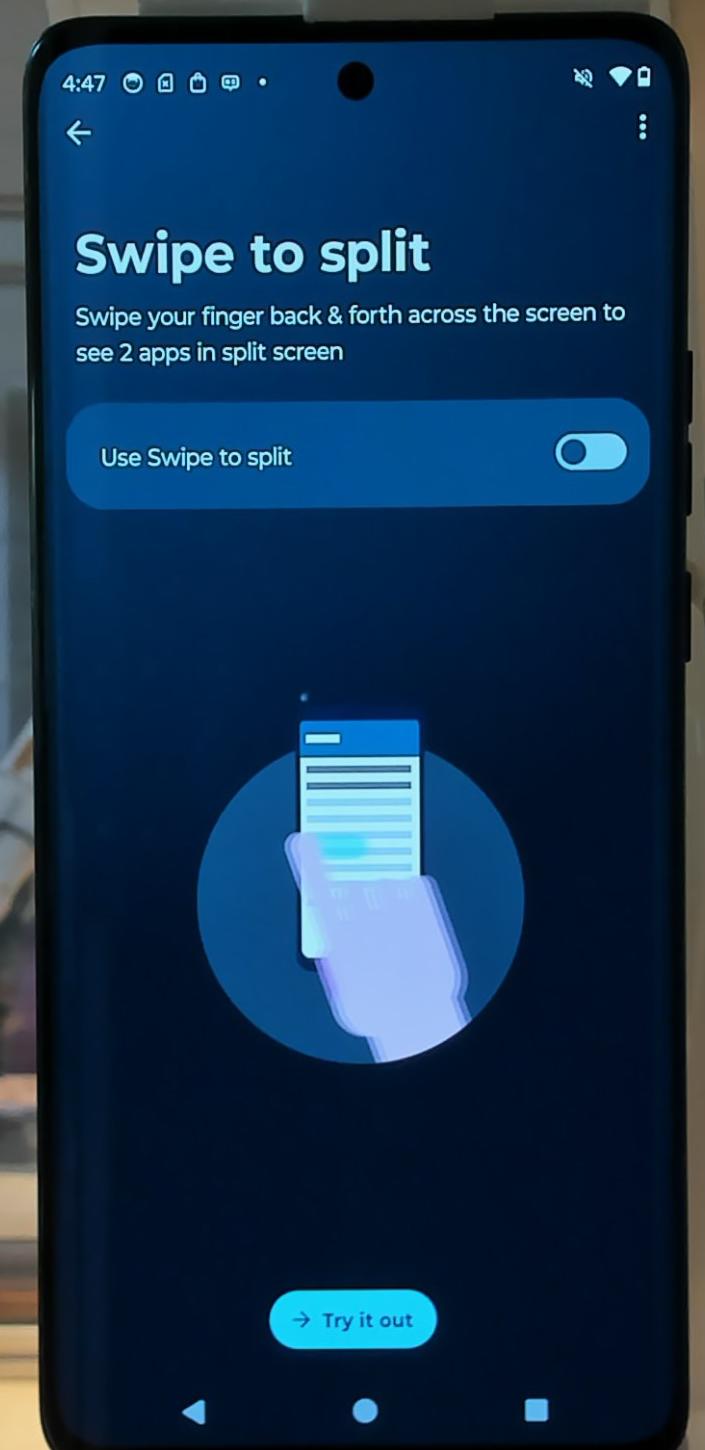 4:47
Swipe to split
Swipe your finger back & forth across the screen to
see 2 apps in split screen
Use Swipe to split
Try it out